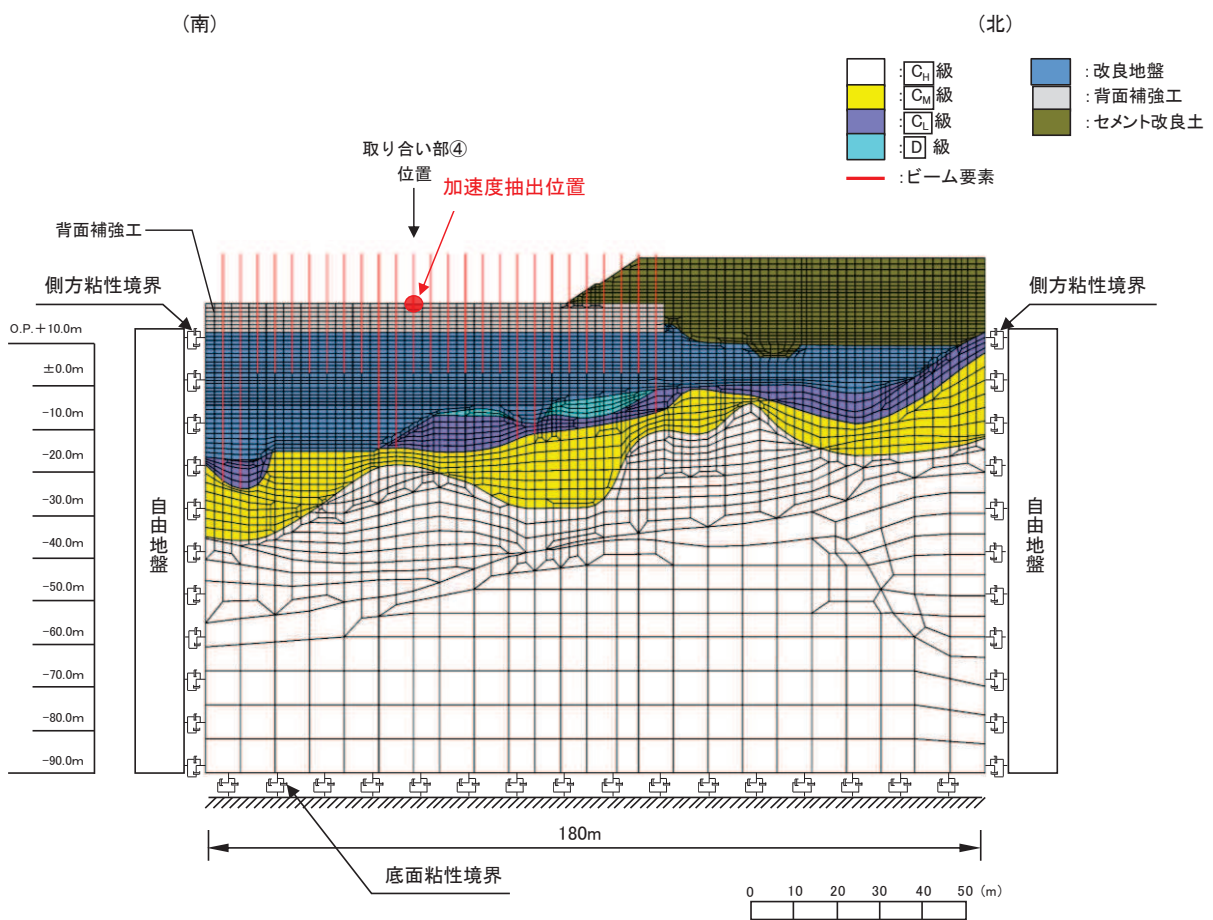 (南)
(北)
:C_H級
:C_M級
:C_L級
:D 級
:ビーム要素
:改良地盤
:背面補強工
:セメント改良土
取り合い部④
位置
加速度抽出位置
背面補強工
側方粘性境界
側方粘性境界
O.P.+10.0m
±0.0m
-10.0m
-20.0m
-30.0m
-40.0m
-50.0m
-60.0m
-70.0m
-80.0m
-90.0m
自由地盤
自由地盤
180m
底面粘性境界
0 10 20 30 40 50 (m)